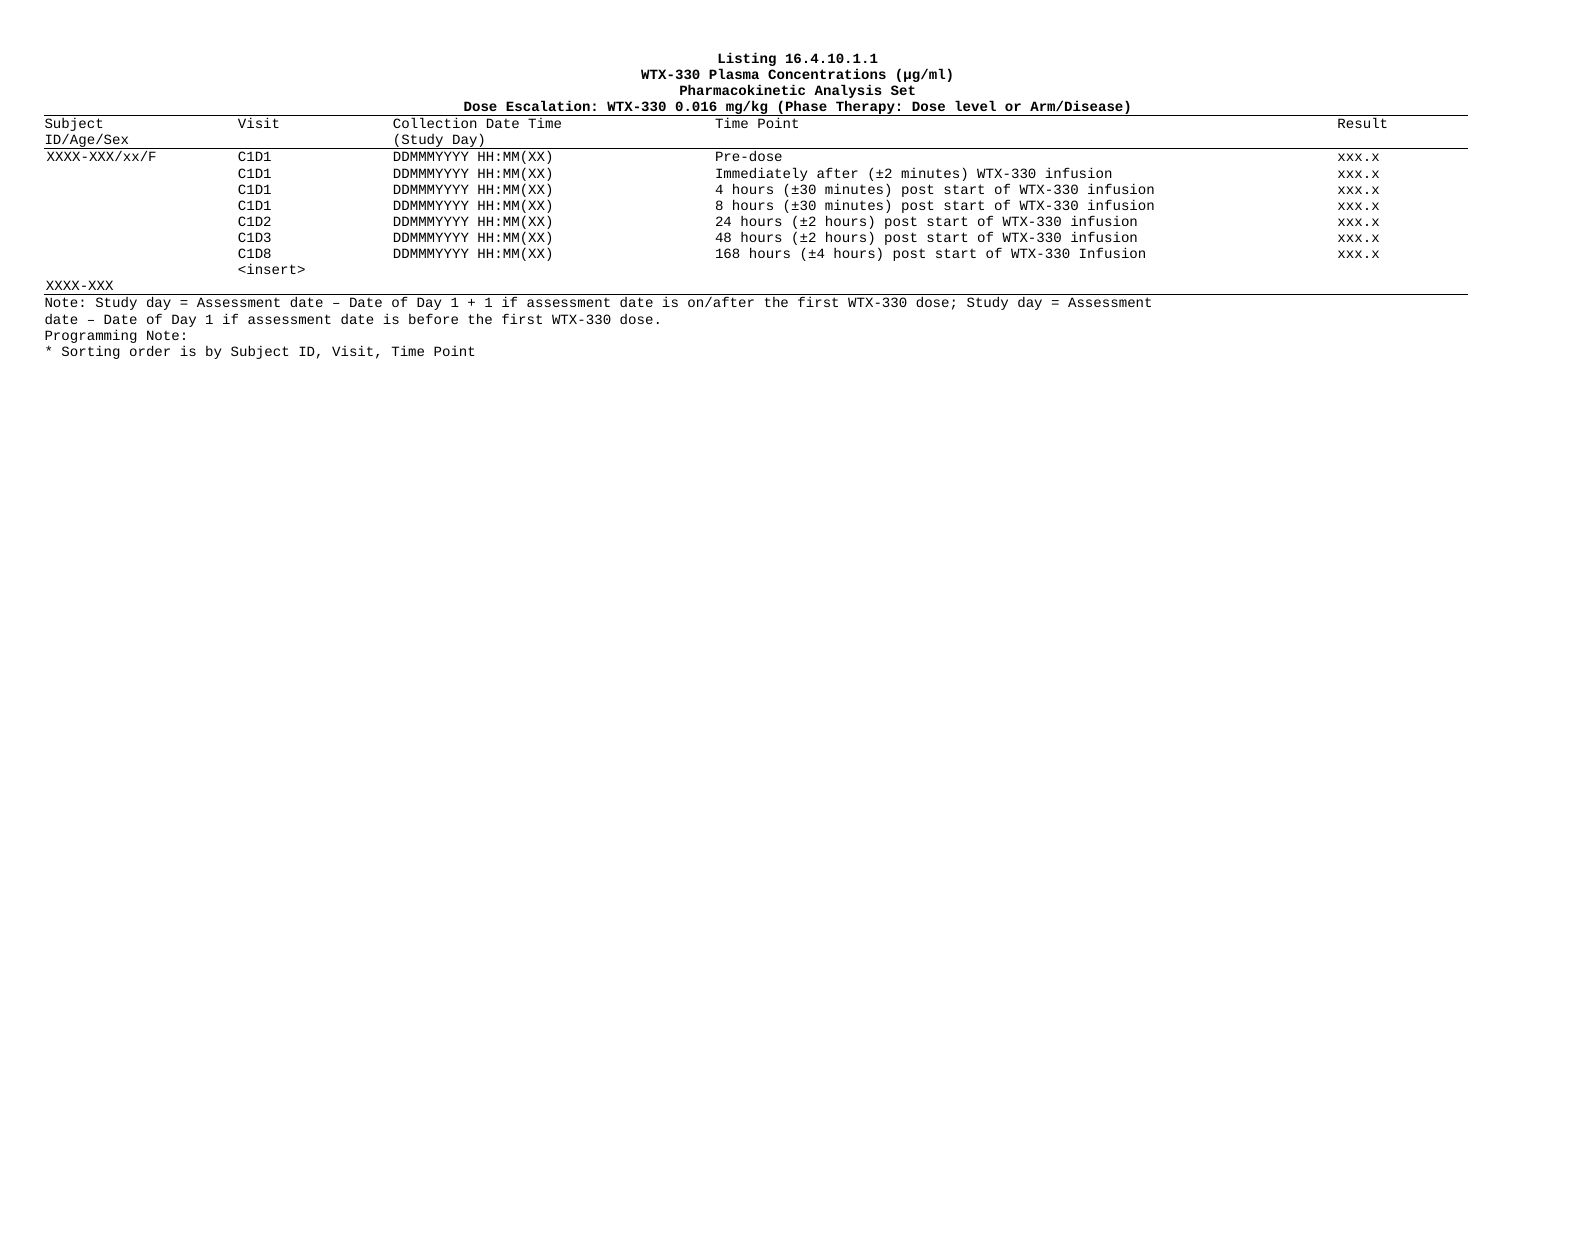 Listing 16.4.10.1.1
WTX-330 Plasma Concentrations (µg/ml)
Pharmacokinetic Analysis Set
Dose Escalation: WTX-330 0.016 mg/kg (Phase Therapy: Dose level or Arm/Disease)
Subject Visit Collection Date Time Time Point Result
ID/Age/Sex (Study Day)
XXXX-XXX/xx/F C1D1 DDMMMYYYY HH:MM(XX) Pre-dose xxx.x
C1D1 DDMMMYYYY HH:MM(XX) Immediately after (±2 minutes) WTX-330 infusion xxx.x
C1D1 DDMMMYYYY HH:MM(XX) 4 hours (±30 minutes) post start of WTX-330 infusion xxx.x
C1D1 DDMMMYYYY HH:MM(XX) 8 hours (±30 minutes) post start of WTX-330 infusion xxx.x
C1D2 DDMMMYYYY HH:MM(XX) 24 hours (±2 hours) post start of WTX-330 infusion xxx.x
C1D3 DDMMMYYYY HH:MM(XX) 48 hours (±2 hours) post start of WTX-330 infusion xxx.x
C1D8 DDMMMYYYY HH:MM(XX) 168 hours (±4 hours) post start of WTX-330 Infusion xxx.x
<insert>
XXXX-XXX
Note: Study day = Assessment date – Date of Day 1 + 1 if assessment date is on/after the first WTX-330 dose; Study day = Assessment
date – Date of Day 1 if assessment date is before the first WTX-330 dose.
Programming Note:
* Sorting order is by Subject ID, Visit, Time Point